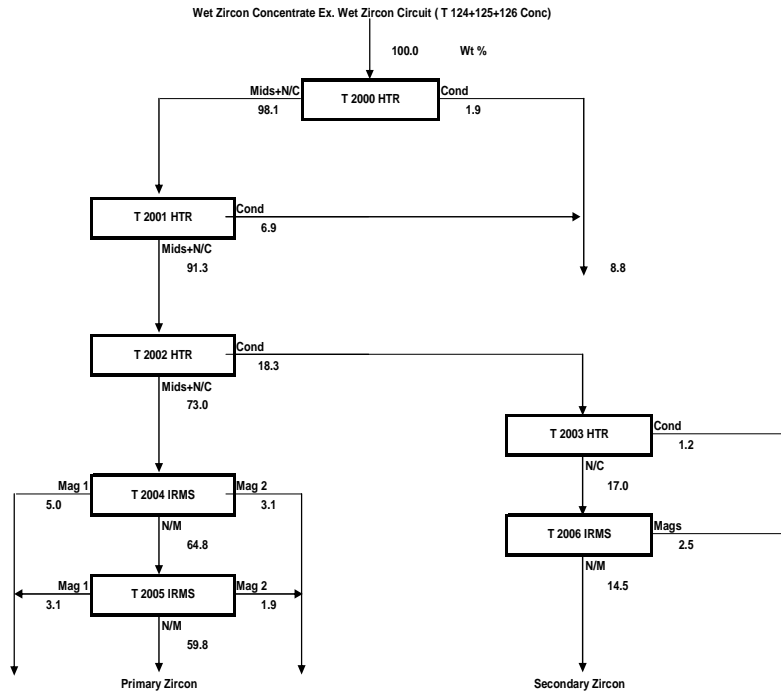 Wet Zircon Concentrate Ex. Wet Zircon Circuit ( T 124+125+126 Conc)
100.0 Wt %
Mids+N/C T 2000 HTR Cond
98.1 1.9
T 2001 HTR Cond
6.9
Mids+N/C
91.3 8.8
T 2002 HTR Cond
18.3
Mids+N/C
73.0
T 2003 HTR Cond
1.2
N/C
17.0
Mag 1 T 2004 IRMS Mag 2
5.0 3.1
N/M
64.8
T 2006 IRMS Mags
2.5
N/M
14.5
Mag 1 T 2005 IRMS Mag 2
3.1 1.9
N/M
59.8
Primary Zircon Secondary Zircon